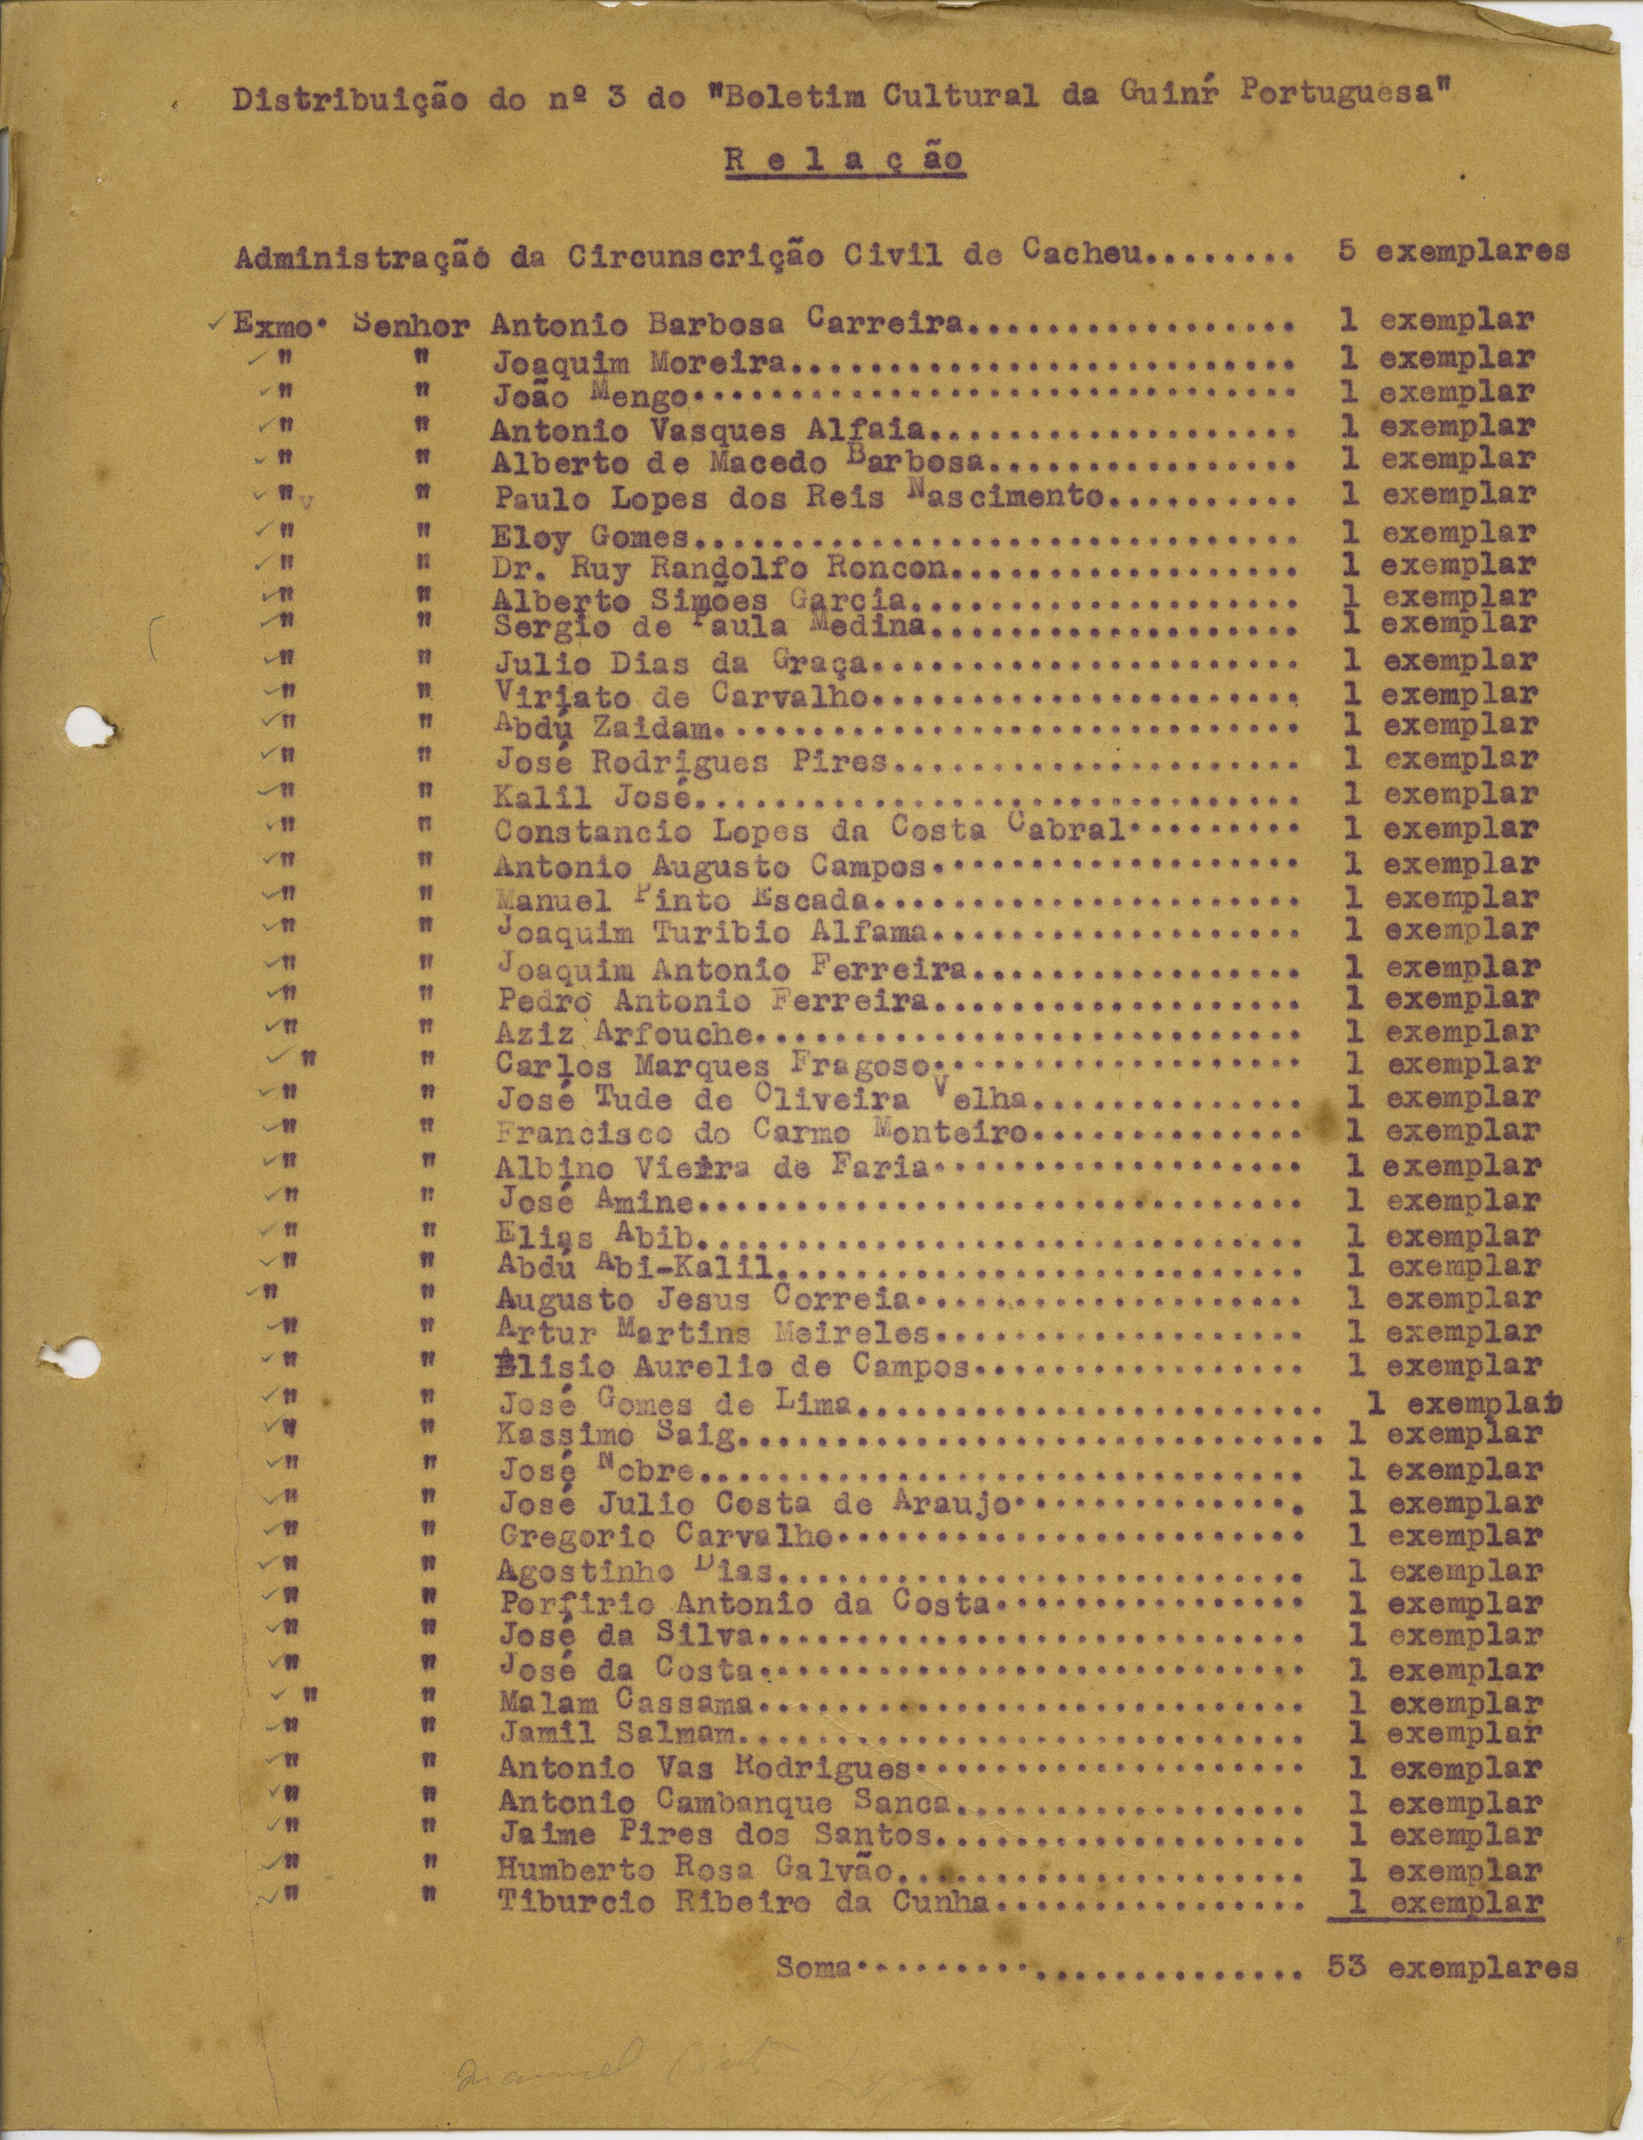 Distribuição do nº 3 do "Boletim Cultural da Guinŕ Portuguesa"
Relação
Administração da Circunscrição Civil de Cacheu........ 5 exemplares
Exmo. Senhor Antonio Barbosa Carreira................. 1 exemplar
" " Joaquim Moreira.......................... 1 exemplar
" " João Mengo............................... 1 exemplar
" " Antonio Vasques Alfaia................... 1 exemplar
" " Alberto de Macedo Barbosa................ 1 exemplar
" " Paulo Lopes dos Reis Nascimento.......... 1 exemplar
" " Eloy Gomes............................... 1 exemplar
" " Dr. Ruy Randolfo Roncon.................. 1 exemplar
" " Alberto Simões Garcia.................... 1 exemplar
" " Sergio de Paula Medina................... 1 exemplar
" " Julio Dias da Graça...................... 1 exemplar
" " Viriato de Carvalho...................... 1 exemplar
" " Abdú Zaidam.............................. 1 exemplar
" " José Rodrigues Pires..................... 1 exemplar
" " Kalil José............................... 1 exemplar
" " Constancio Lopes da Costa Cabral......... 1 exemplar
" " Antonio Augusto Campos................... 1 exemplar
" " Manuel Pinto Escada...................... 1 exemplar
" " Joaquim Turibio Alfama................... 1 exemplar
" " Joaquim Antonio Ferreira................. 1 exemplar
" " Pedro Antonio Ferreira................... 1 exemplar
" " Aziz Arfouche............................ 1 exemplar
" " Carlos Marques Fragoso................... 1 exemplar
" " José Tude de Oliveira Velha.............. 1 exemplar
" " Francisco do Carmo Monteiro.............. 1 exemplar
" " Albino Vieira de Faria................... 1 exemplar
" " José Amine............................... 1 exemplar
" " Elias Abib............................... 1 exemplar
" " Abdú Abi-Kalil........................... 1 exemplar
" " Augusto Jesus Correia.................... 1 exemplar
" " Artur Martins Meireles................... 1 exemplar
" " Elisio Aurelio de Campos................. 1 exemplar
" " José Gomes de Lima........................ 1 exemplar
" " Kassimo Saig.............................. 1 exemplar
" " José Nobre............................... 1 exemplar
" " José Julio Costa de Araujo............... 1 exemplar
" " Gregorio Carvalho........................ 1 exemplar
" " Agostinho Dias........................... 1 exemplar
" " Porfirio Antonio da Costa................ 1 exemplar
" " José da Silva............................ 1 exemplar
" " José da Costa............................ 1 exemplar
" " Malam Cassama............................ 1 exemplar
" " Jamil Salmam............................. 1 exemplar
" " Antonio Vas Rodrigues.................... 1 exemplar
" " Antonio Cambanque Sanca.................. 1 exemplar
" " Jaime Pires dos Santos................... 1 exemplar
" " Humberto Rosa Galvão..................... 1 exemplar
" " Tiburcio Ribeiro da Cunha................ 1 exemplar
Soma....................... 53 exemplares
Manuel